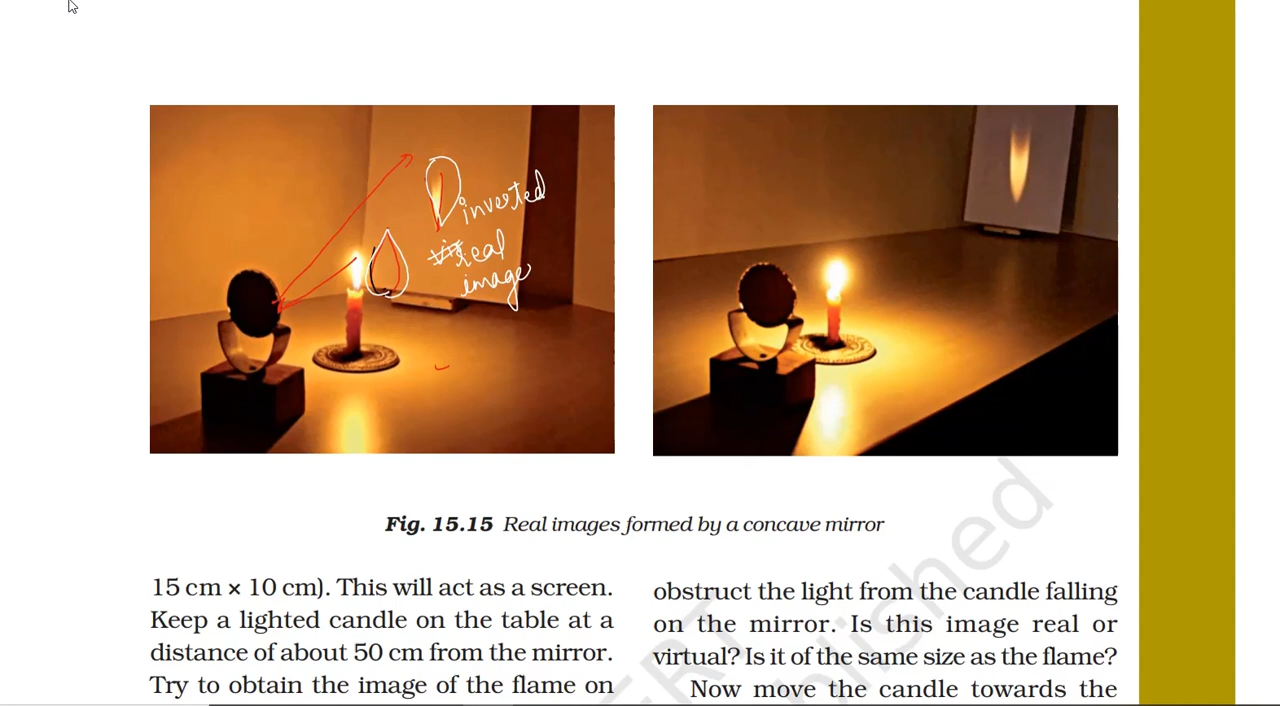 inverted
real
image
Fig. 15.15 Real images formed by a concave mirror
15 cm × 10 cm). This will act as a screen.
Keep a lighted candle on the table at a
distance of about 50 cm from the mirror.
Try to obtain the image of the flame on
obstruct the light from the candle falling
on the mirror. Is this image real or
virtual? Is it of the same size as the flame?
Now move the candle towards the